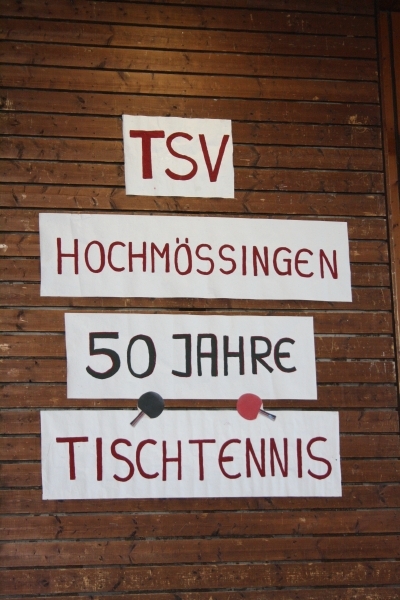 TSV
HOCHMÖSSINGEN
50 JAHRE
TISCHTENNIS